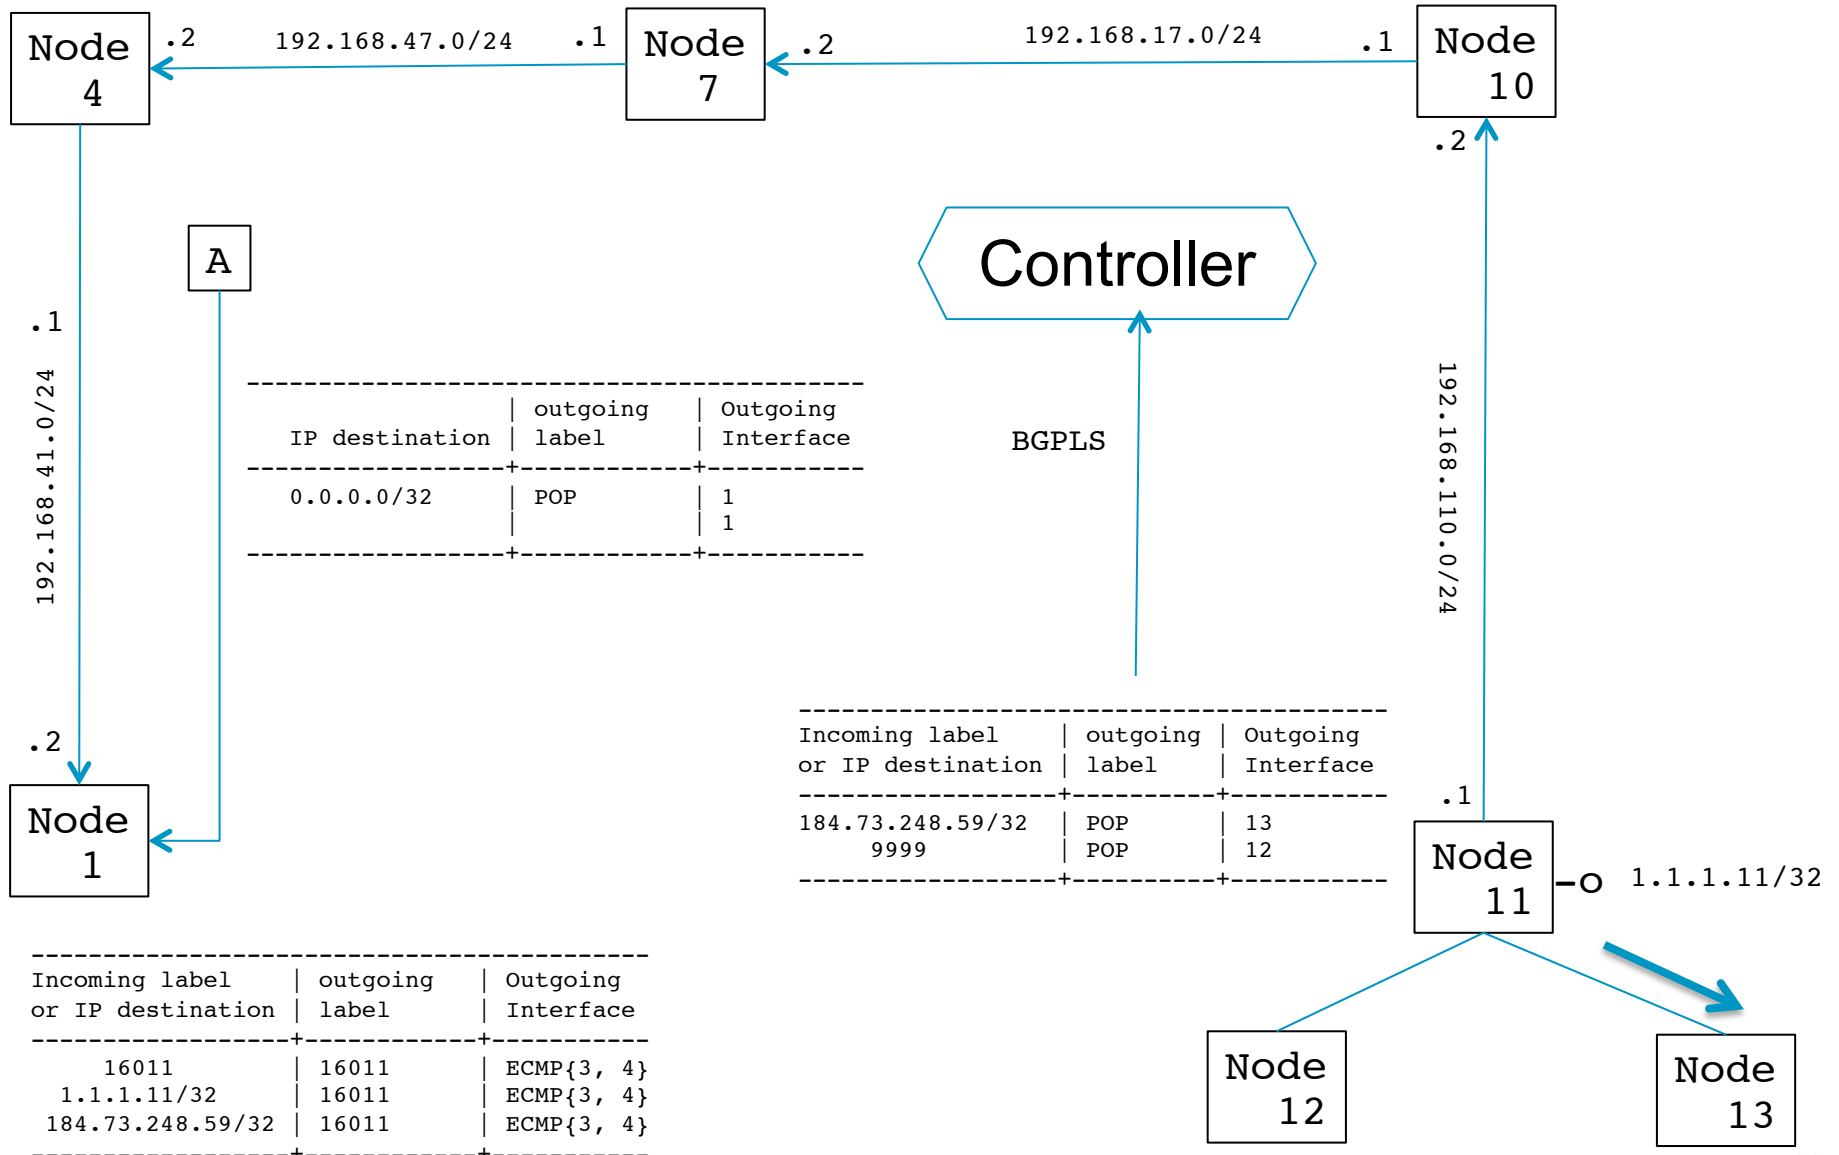 Node
4
.2
192.168.47.0/24
.1
Node
7
.2
192.168.17.0/24
.1
Node
10
.2
A
Controller
.1
192.168.41.0/24
-------------------------------------------
| outgoing | Outgoing
IP destination | label | Interface
------------------+------------+-----------
0.0.0.0/32 | POP | 1
| | 1
------------------+------------+-----------
BGPLS
192.168.110.0/24
.2
Node
1
-----------------------------------------
Incoming label | outgoing | Outgoing
or IP destination | label | Interface
------------------+----------+-----------
184.73.248.59/32 | POP | 13
9999 | POP | 12
------------------+----------+-----------
.1
Node
11
-o 1.1.1.11/32
-------------------------------------------
Incoming label | outgoing | Outgoing
or IP destination | label | Interface
------------------+------------+-----------
16011 | 16011 | ECMP{3, 4}
1.1.1.11/32 | 16011 | ECMP{3, 4}
184.73.248.59/32 | 16011 | ECMP{3, 4}
------------------+------------+-----------
Node
12
Node
13